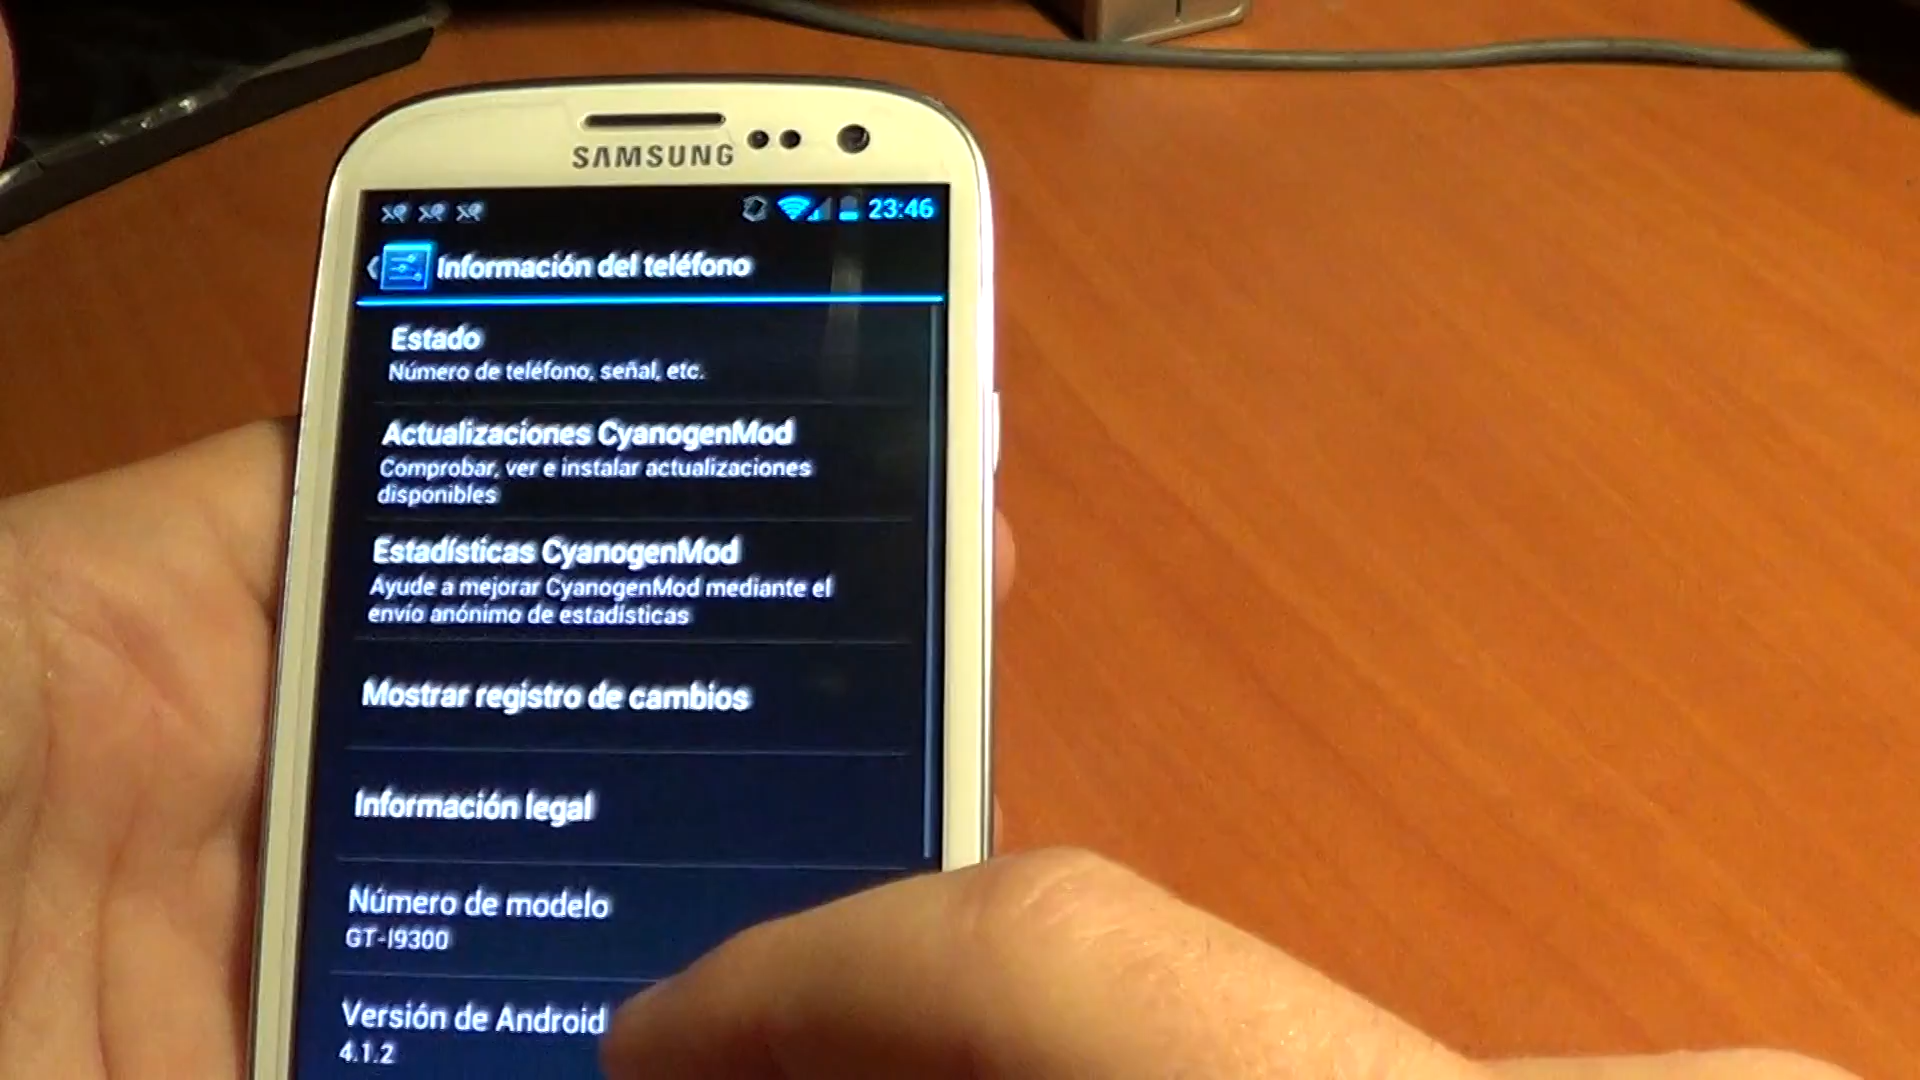 SAMSUNG
23:46
Información del teléfono
Estado
Número de teléfono, señal, etc.
Actualizaciones CyanogenMod
Comprobar, ver e instalar actualizaciones
disponibles
Estadísticas CyanogenMod
Ayude a mejorar CyanogenMod mediante el
envío anónimo de estadísticas
Mostrar registro de cambios
Información legal
Número de modelo
GT-I9300
Versión de Android
4.1.2